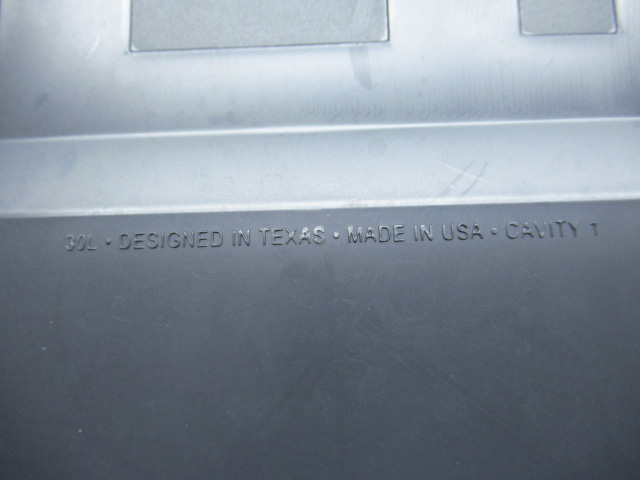 30L • DESIGNED IN TEXAS • MADE IN USA • CAVITY 1